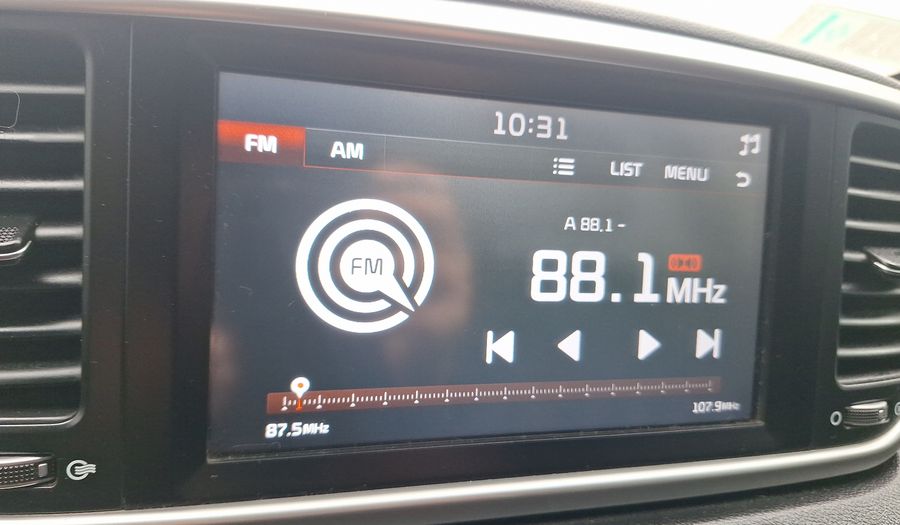 10:31
FM
AM
LIST
MENU
A 88.1 -
FM
88.1 MHz
87.5MHz
107.9MHz